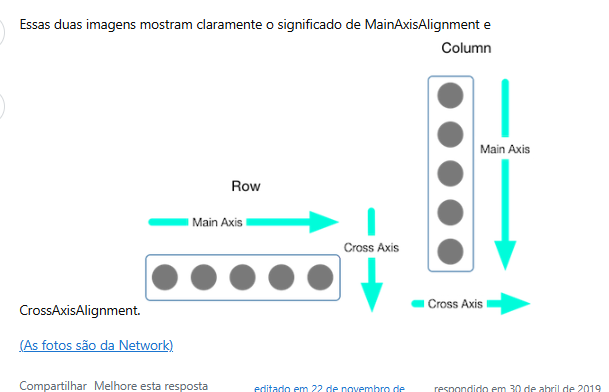 Essas duas imagens mostram claramente o significado de MainAxisAlignment e
Column
Main Axis
Cross Axis
Row
Main Axis
Cross Axis
CrossAxisAlignment.
(As fotos são da Network)
Compartilhar Melhore esta resposta
editado em 22 de novembro de
respondido em 30 de abril de 2019